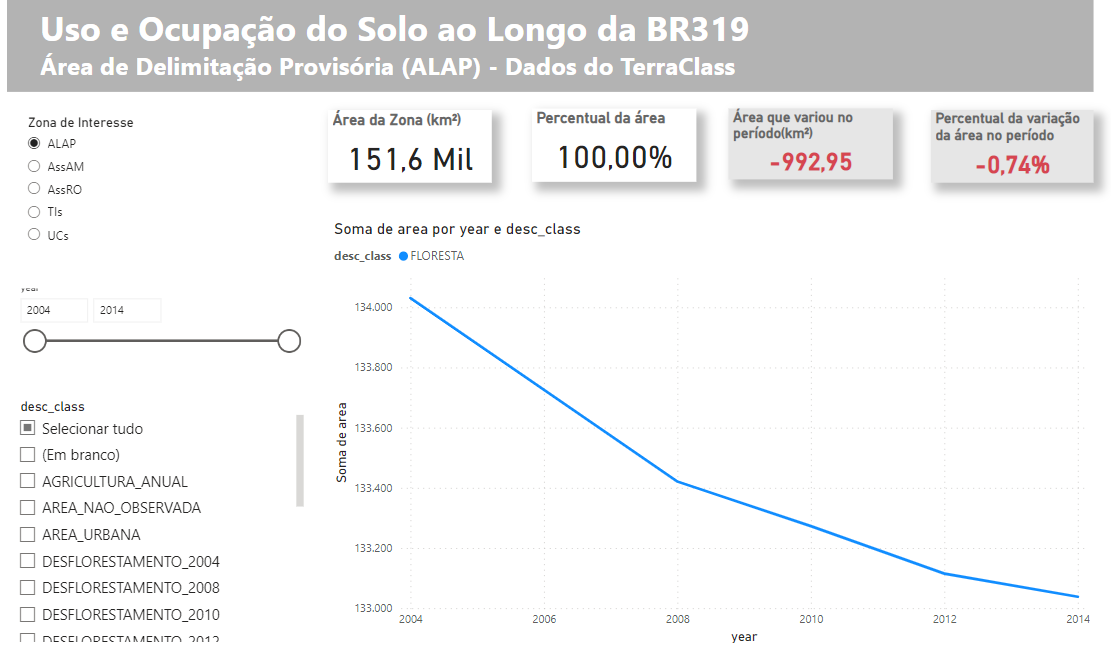 Uso e Ocupação do Solo ao Longo da BR319
Área de Delimitação Provisória (ALAP) - Dados do TerraClass
Zona de Interesse
ALAP
AssAM
AssRO
TIs
UCs
year
2004
2014
desc_class
Selecionar tudo
(Em branco)
AGRICULTURA_ANUAL
AREA_NAO_OBSERVADA
AREA_URBANA
DESFLORESTAMENTO_2004
DESFLORESTAMENTO_2008
DESFLORESTAMENTO_2010
DESFLORESTAMENTO_2012
Área da Zona (km²)
151,6 Mil
Percentual da área
100,00%
Área que variou no
período(km²)
-992,95
Percentual da variação
da área no período
-0,74%
Soma de area por year e desc_class
desc_class FLORESTA
Soma de area
134.000
133.800
133.600
133.400
133.200
133.000
2004 2006 2008 2010 2012 2014
year